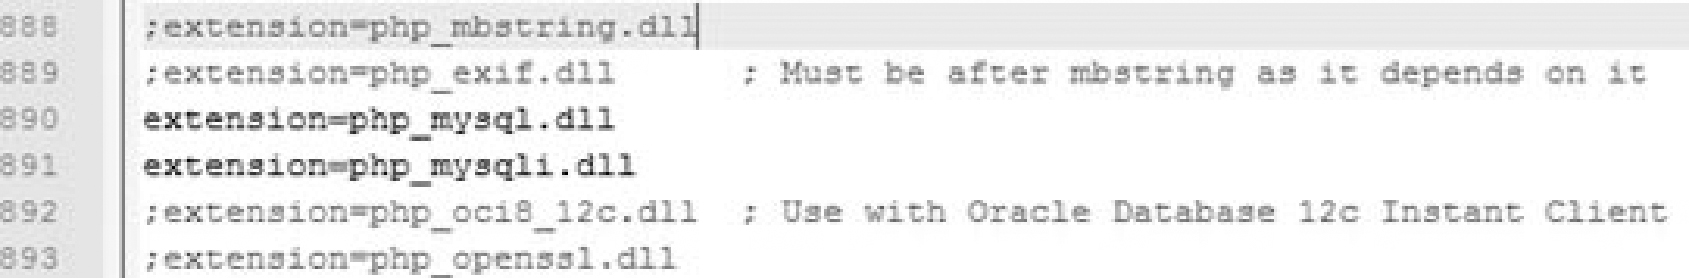 888 ;extension=php_mbstring.dll
889 ;extension=php_exif.dll ; Must be after mbstring as it depends on it
890 extension=php_mysql.dll
891 extension=php_mysqli.dll
892 ;extension=php_oci8_12c.dll ; Use with Oracle Database 12c Instant Client
893 ;extension=php_openssl.dll